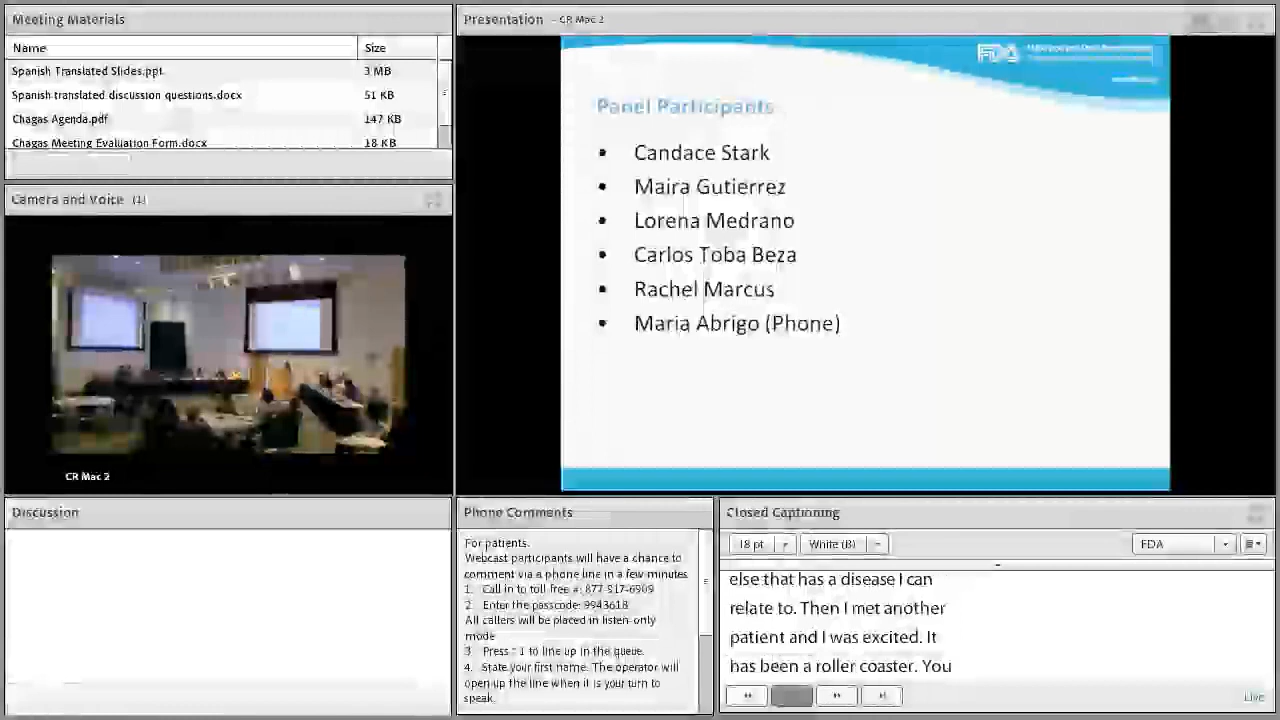 Meeting Materials
Name Size
Spanish Translated Slides.ppt 3 MB
Spanish translated discussion questions.docx 51 KB
Chagas Agenda.pdf 147 KB
Chagas Meeting Evaluation Form.docx 18 KB
Camera and Voice (1)
CR Mac 2
Presentation - CR Mac 2
FDA
Panel Participants
• Candace Stark
• Maira Gutierrez
• Lorena Medrano
• Carlos Toba Beza
• Rachel Marcus
• Maria Abrigo (Phone)
Discussion
Phone Comments
For patients.
Webcast participants will have a chance to
comment via a phone line in a few minutes
1. Call in to toll free #: 877-917-6909
2. Enter the passcode: 9943618
All callers will be placed in listen-only
mode
3 Press * 1 to line up in the queue.
4. State your first name. The operator will
open up the line when it is your turn to
speak.
Closed Captioning
18 pt White (B) FDA
else that has a disease I can
relate to. Then I met another
patient and I was excited. It
has been a roller coaster. You
Live